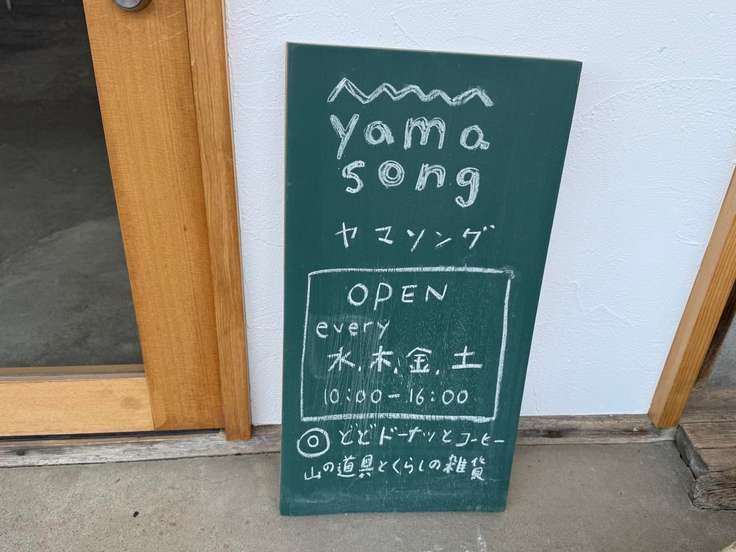 yama
song
ヤマソング
OPEN
every
水.木.金.土
10:00-16:00
どどドーナツとコーヒー
山の道具とくらしの雑貨